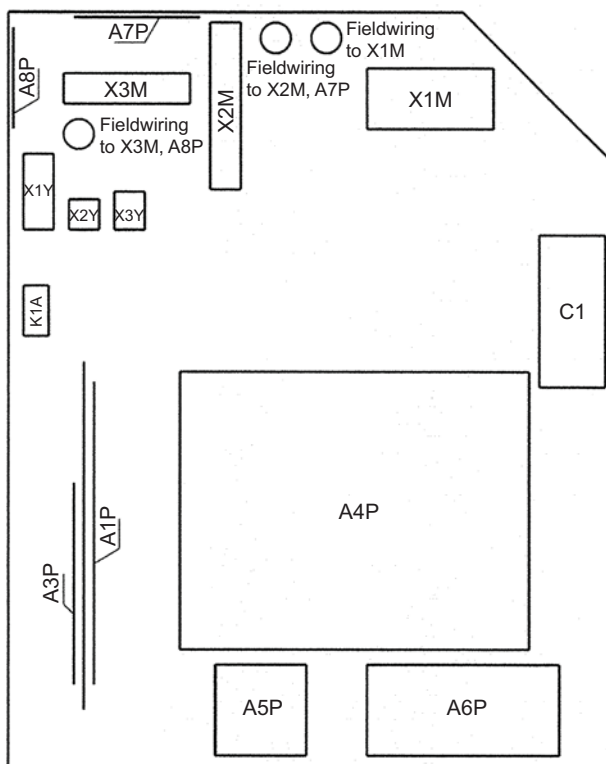 A7P
Fieldwiring
to X1M
A8P
X3M
X2M
Fieldwiring
to X2M, A7P
X1M
Fieldwiring
to X3M, A8P
X1Y
X2Y
X3Y
K1A
C1
A4P
A1P
A3P
A5P
A6P